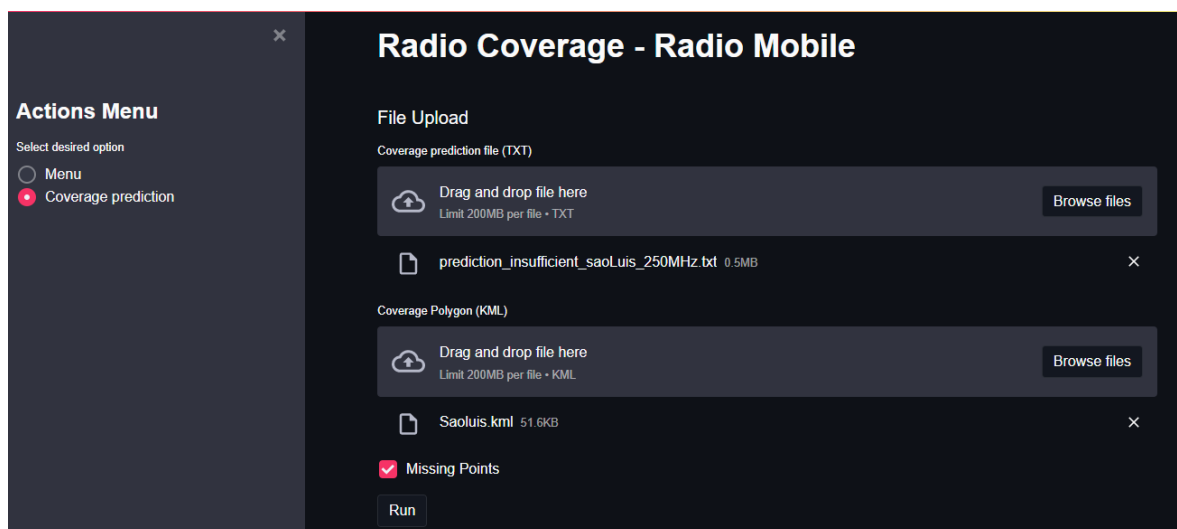 Actions Menu
Select desired option
Menu
Coverage prediction
Radio Coverage - Radio Mobile
File Upload
Coverage prediction file (TXT)
Drag and drop file here
Limit 200MB per file • TXT
Browse files
prediction_insufficient_saoLuis_250MHz.txt 0.5MB
Coverage Polygon (KML)
Drag and drop file here
Limit 200MB per file • KML
Browse files
Saoluis.kml 51.6KB
Missing Points
Run